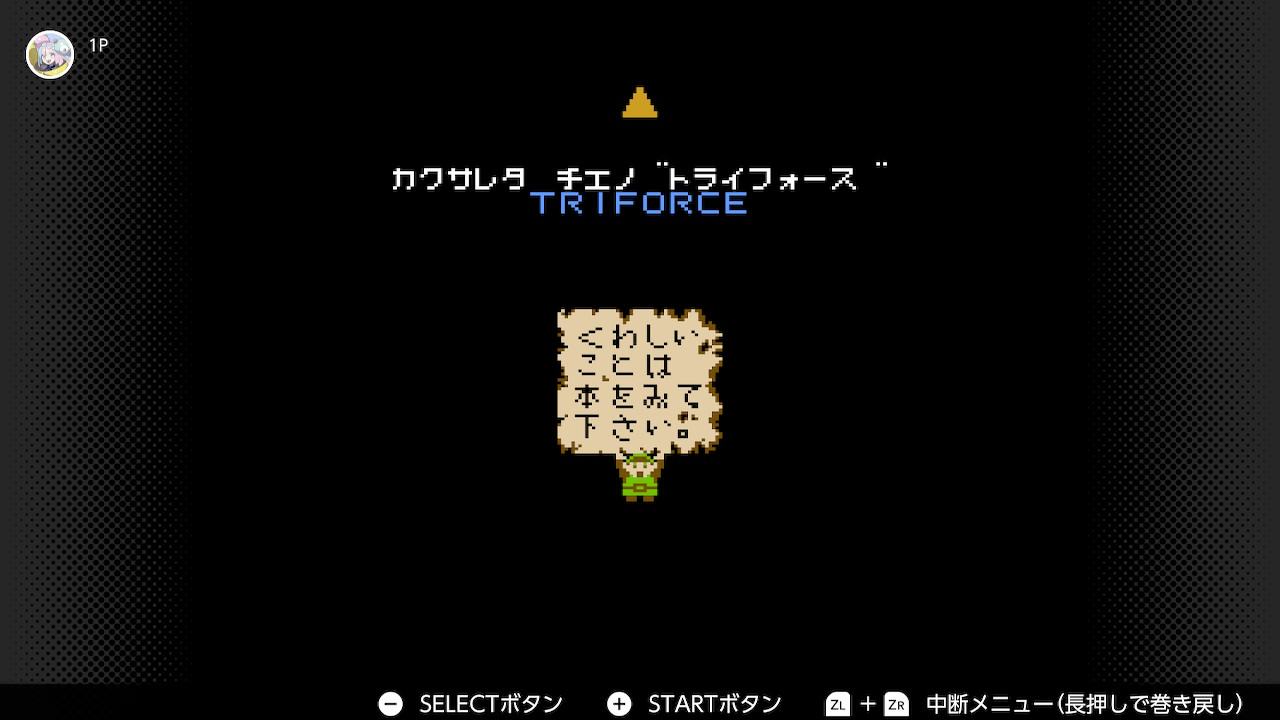 1P
カクサレタ チエノ ”トライフォース ”
TRIFORCE
くわしい
ことは
本をみて
下さい。
− SELECTボタン + STARTボタン ZL + ZR 中断メニュー(長押しで巻き戻し)